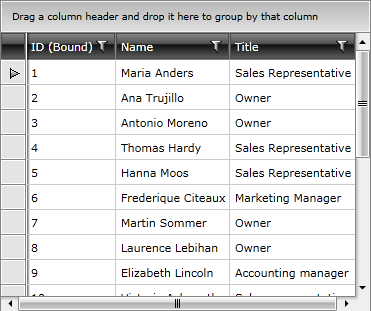 Drag a column header and drop it here to group by that column
ID (Bound) Name Title
1 Maria Anders Sales Representative
2 Ana Trujillo Owner
3 Antonio Moreno Owner
4 Thomas Hardy Sales Representative
5 Hanna Moos Sales Representative
6 Frederique Citeaux Marketing Manager
7 Martin Sommer Owner
8 Laurence Lebihan Owner
9 Elizabeth Lincoln Accounting manager